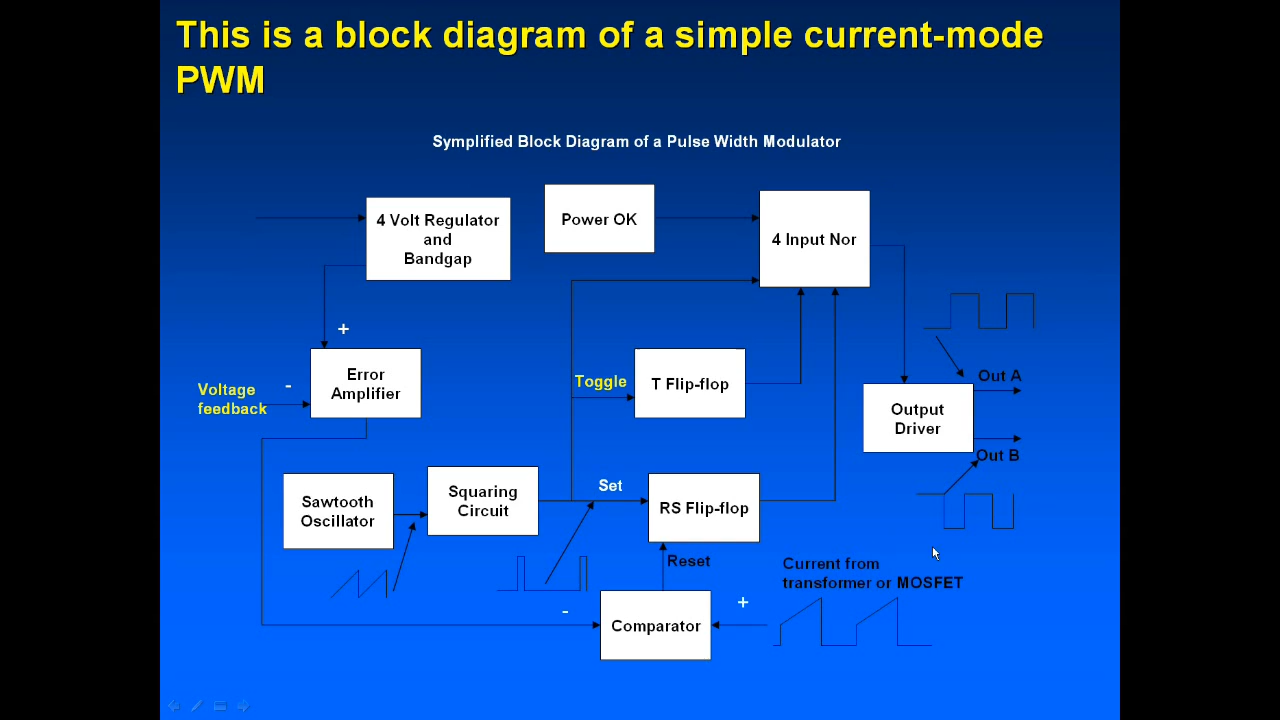 This is a block diagram of a simple current-mode
PWM
Symplified Block Diagram of a Pulse Width Modulator
4 Volt Regulator
and
Bandgap
Power OK
4 Input Nor
+
Error
Amplifier
-
Voltage
feedback
Toggle
T Flip-flop
Out A
Output
Driver
Out B
Sawtooth
Oscillator
Squaring
Circuit
Set
RS Flip-flop
Reset
Current from
transformer or MOSFET
-
Comparator
+